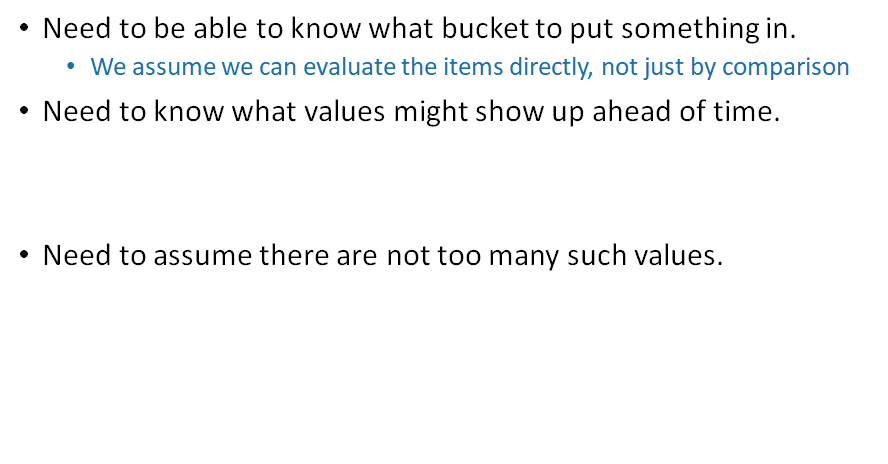 • Need to be able to know what bucket to put something in.
• We assume we can evaluate the items directly, not just by comparison
• Need to know what values might show up ahead of time.
• Need to assume there are not too many such values.